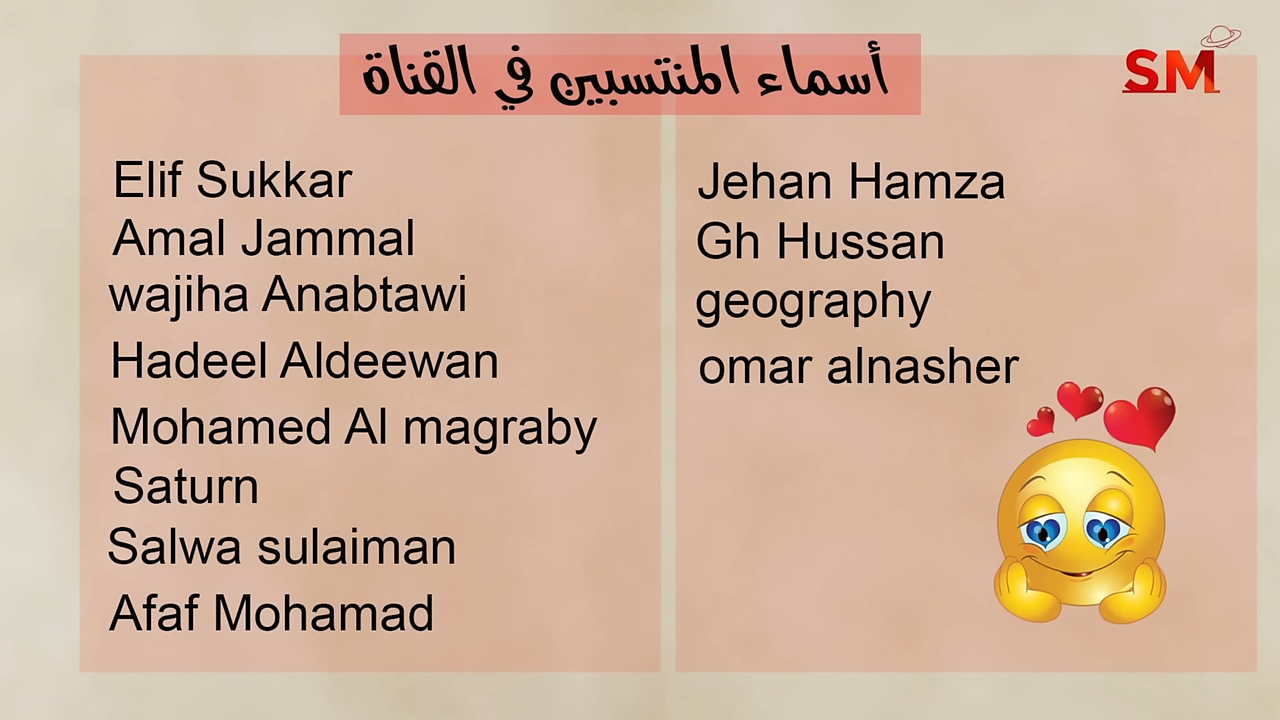 أسماء المنتسبين في القناة
SM
Elif Sukkar
Amal Jammal
wajiha Anabtawi
Hadeel Aldeewan
Mohamed Al magraby
Saturn
Salwa sulaiman
Afaf Mohamad
Jehan Hamza
Gh Hussan
geography
omar alnasher